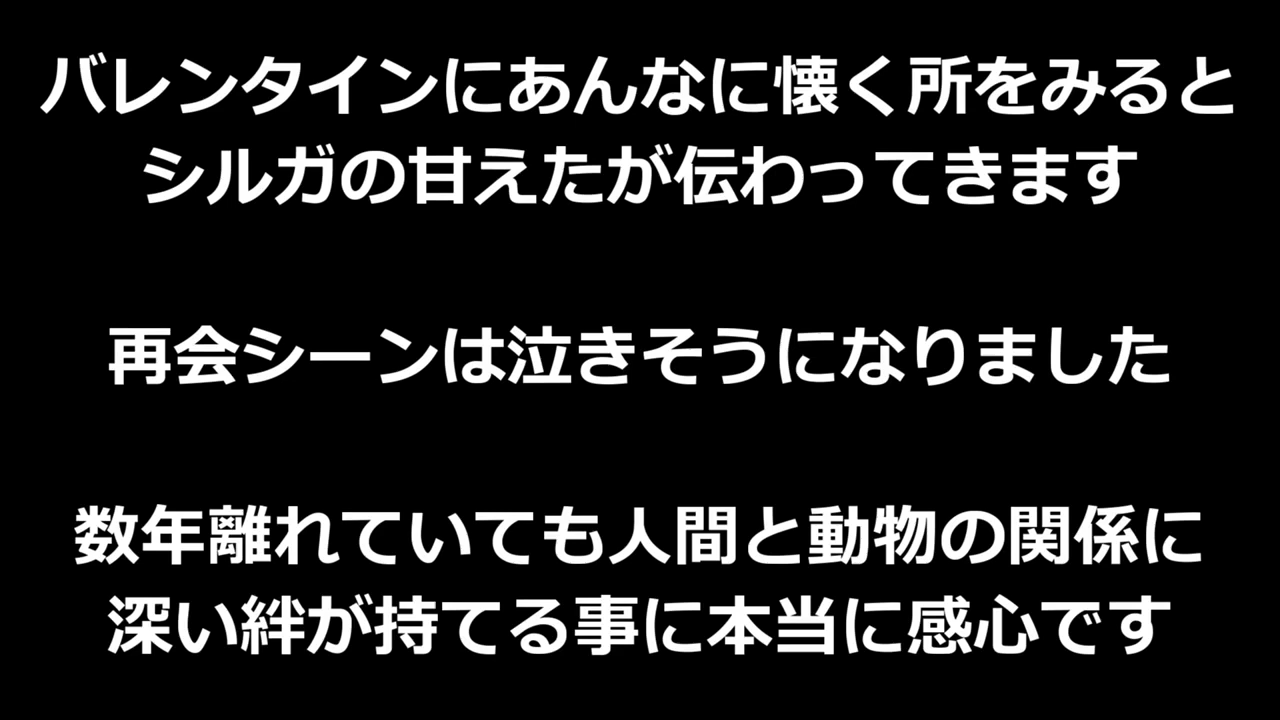 バレンタインにあんなに懐く所をみると
シルガの甘えたが伝わってきます
再会シーンは泣きそうになりました
数年離れていても人間と動物の関係に
深い絆が持てる事に本当に感心です